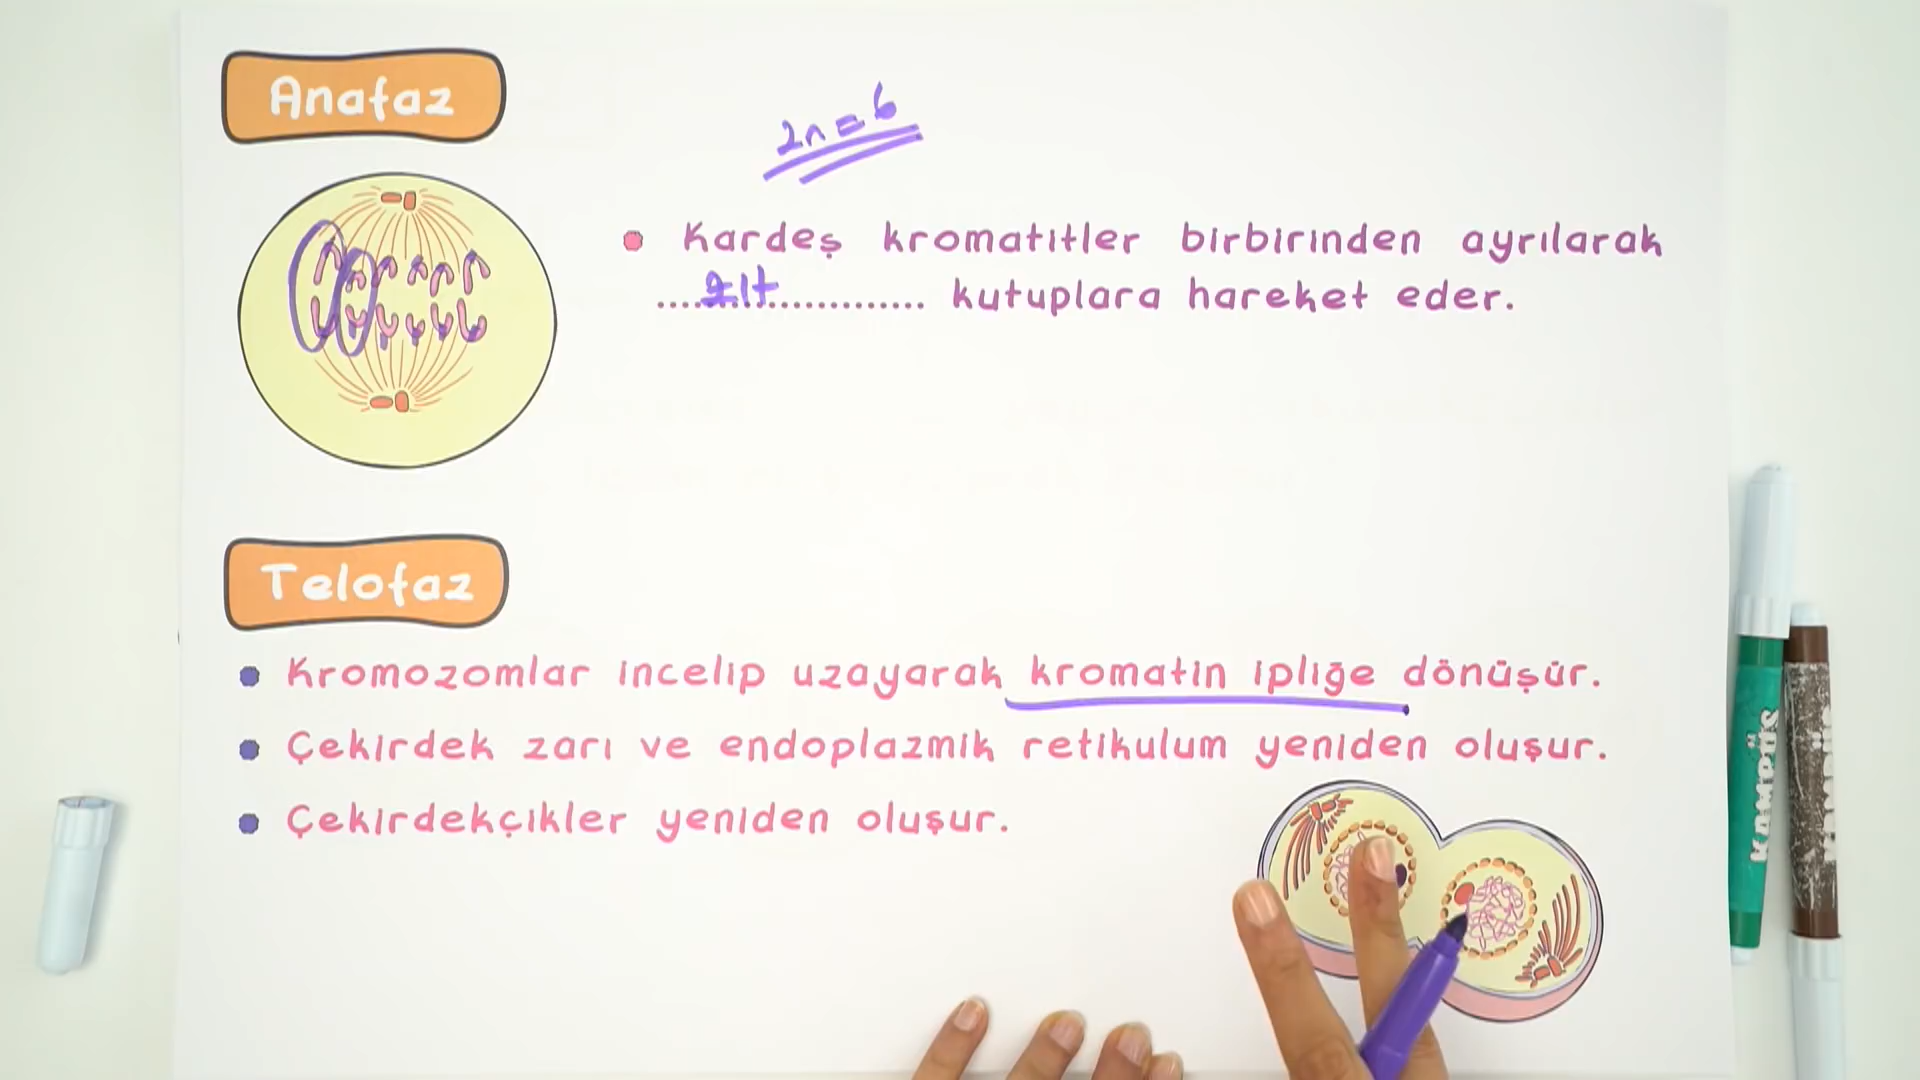 Anafaz
2n=6
Kardeş kromatitler birbirinden ayrılarak
....zıt.............. kutuplara hareket eder.
Telofaz
Kromozomlar incelip uzayarak kromatin ipliğe dönüşür.
Çekirdek zarı ve endoplazmik retikulum yeniden oluşur.
Çekirdekçikler yeniden oluşur.
KAMPÜS